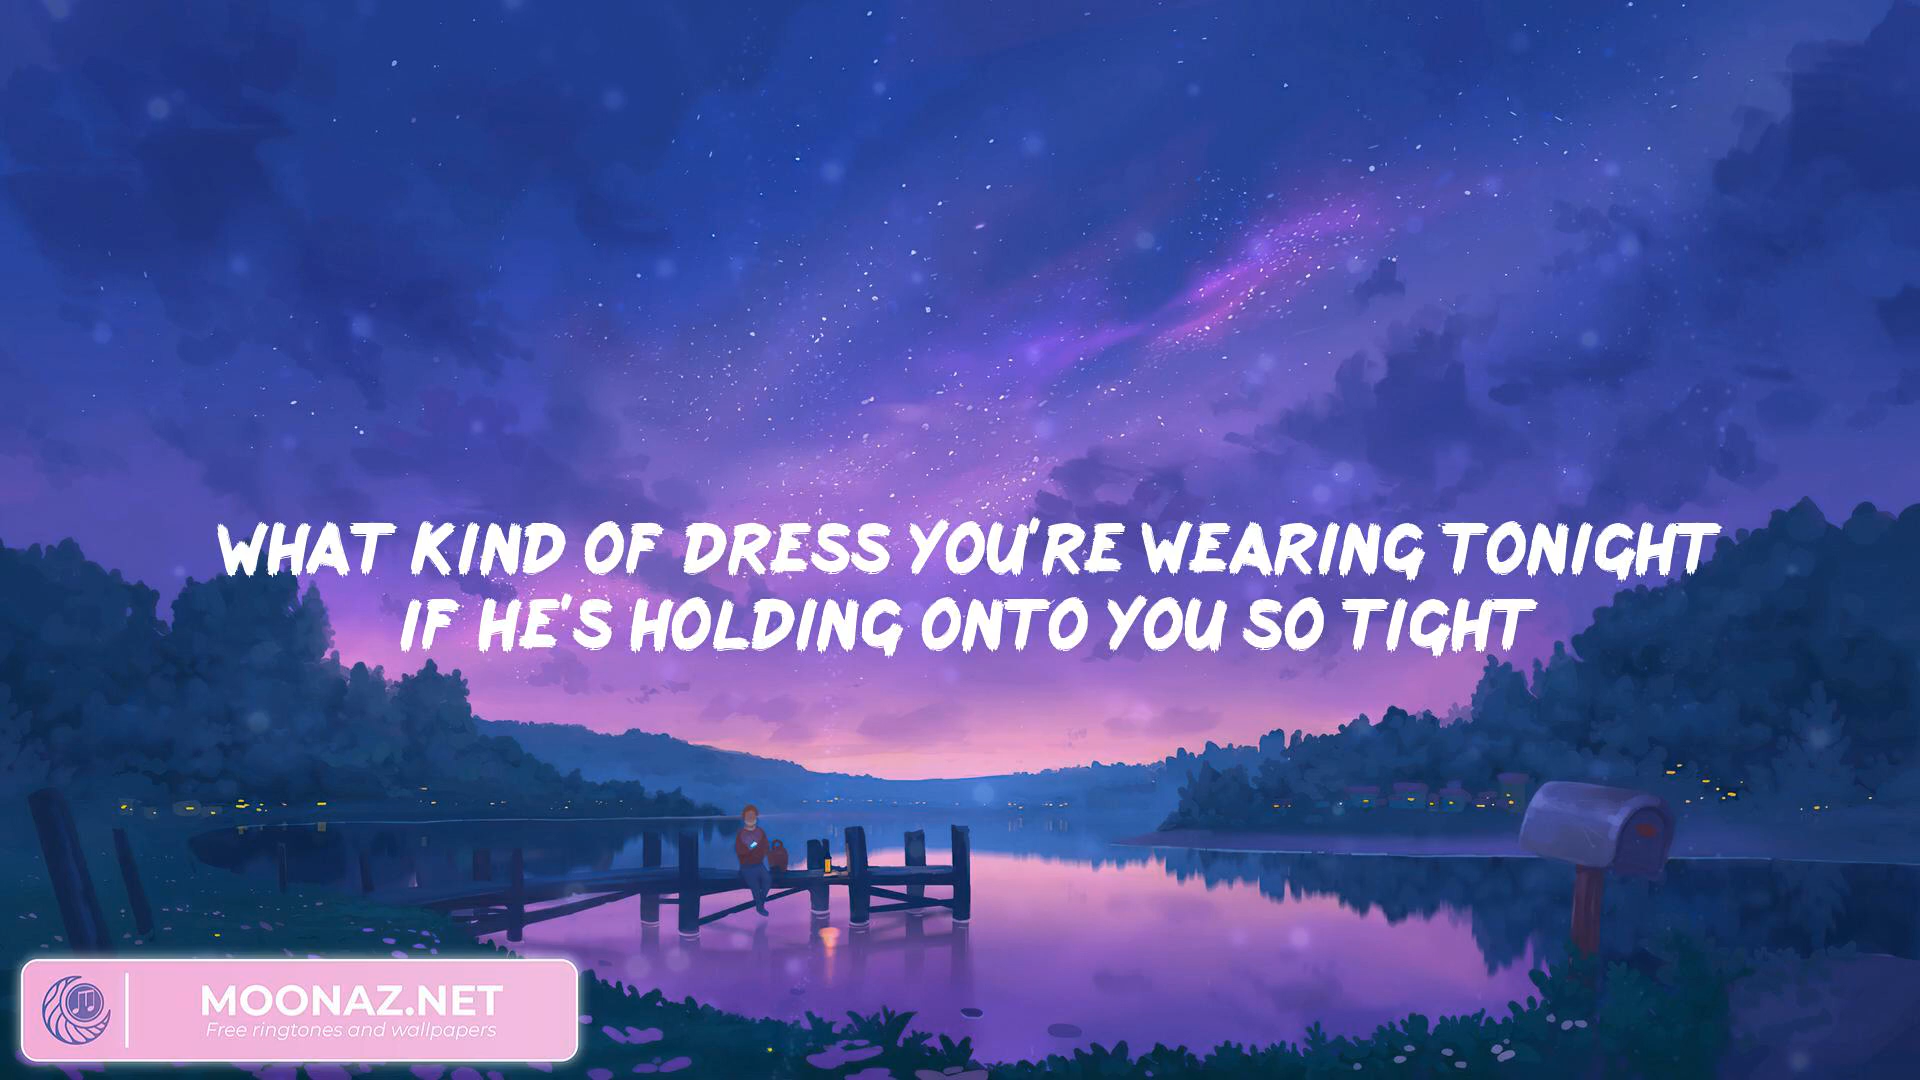 WHAT KIND OF DRESS YOU'RE WEARING TONIGHT
IF HE'S HOLDING ONTO YOU SO TIGHT
MOONAZ.NET
Free ringtones and wallpapers